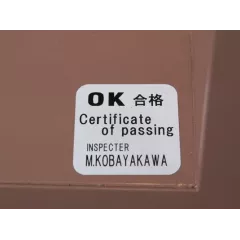 OK 合格
Certificate
of passing
INSPECTER
M.KOBAYAKAWA